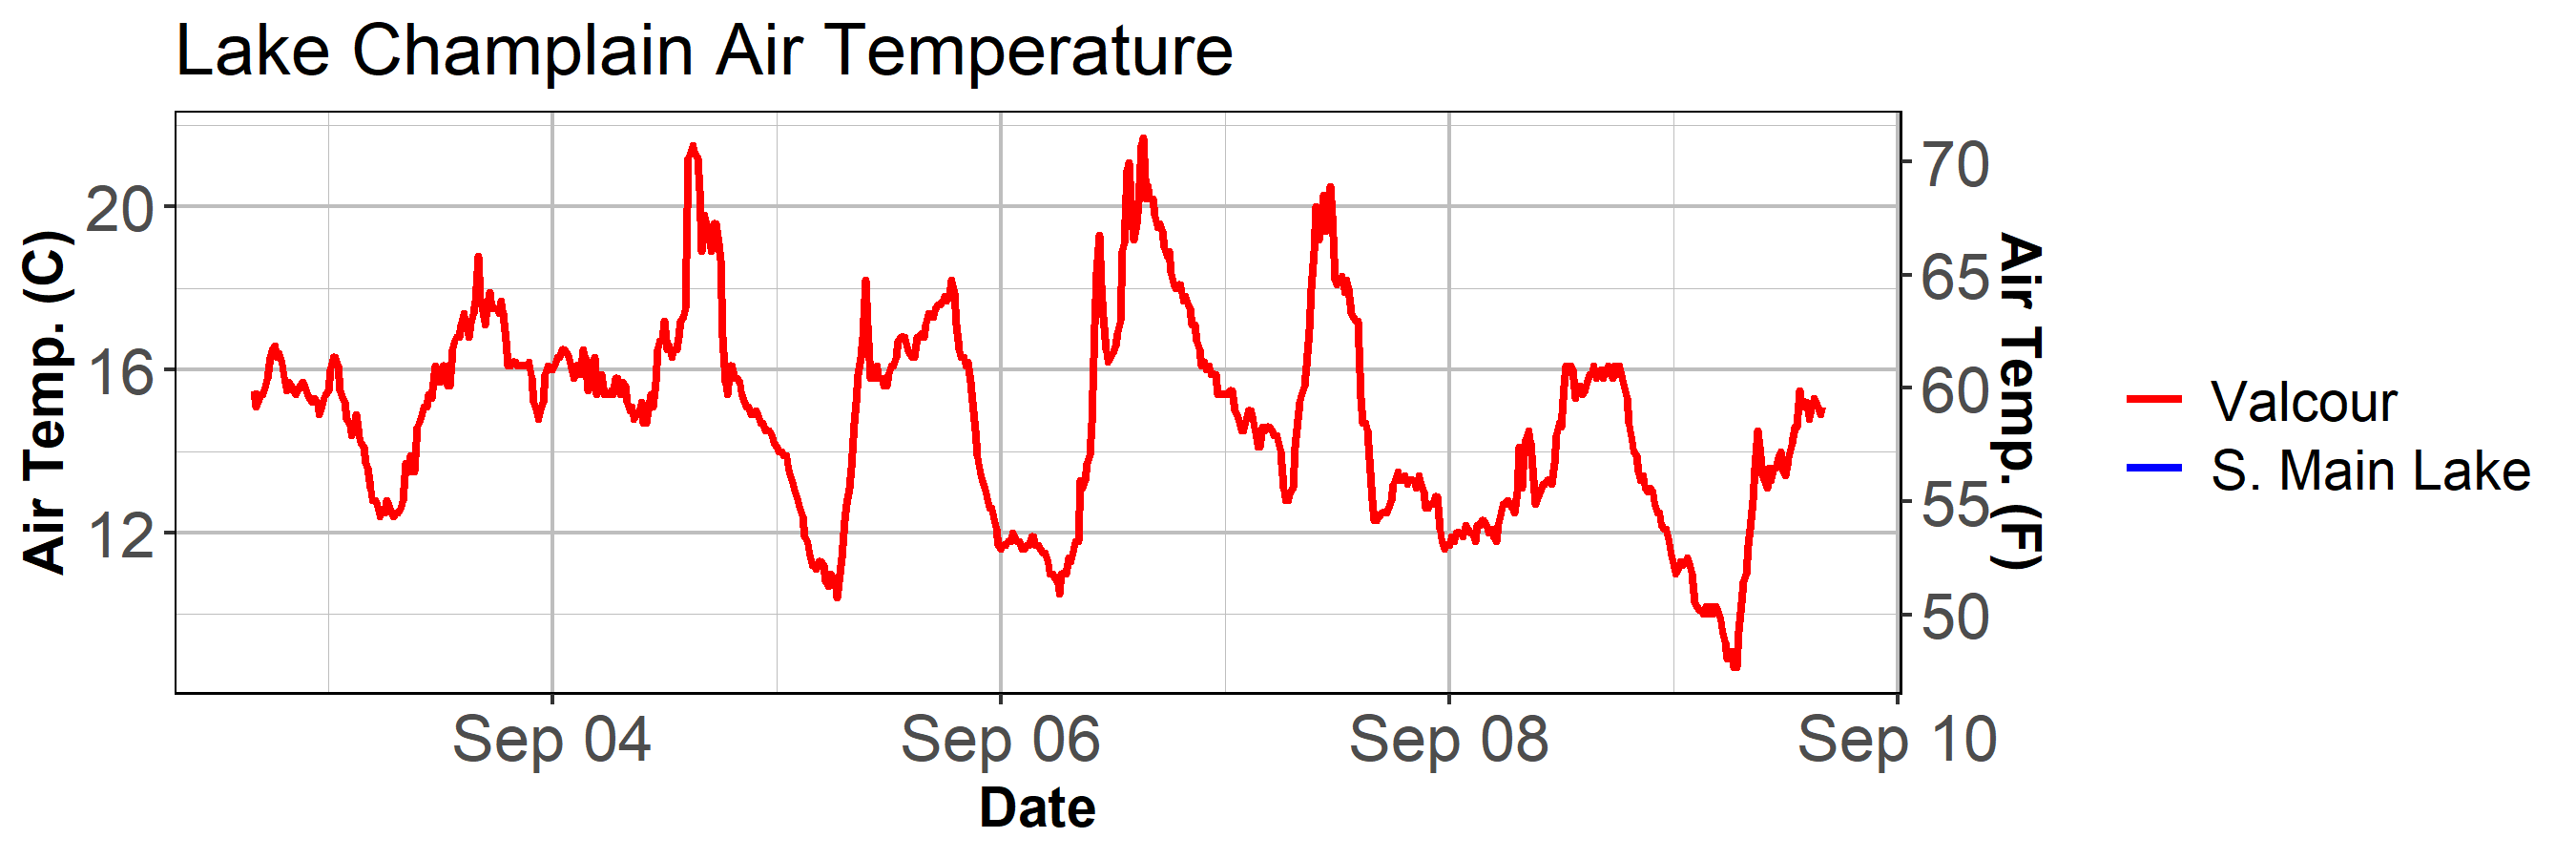 Lake Champlain Air Temperature
Air Temp. (C)
20
16
12
70
65
60
55
50
Air Temp. (F)
Sep 04
Sep 06
Sep 08
Sep 10
Date
Valcour
S. Main Lake